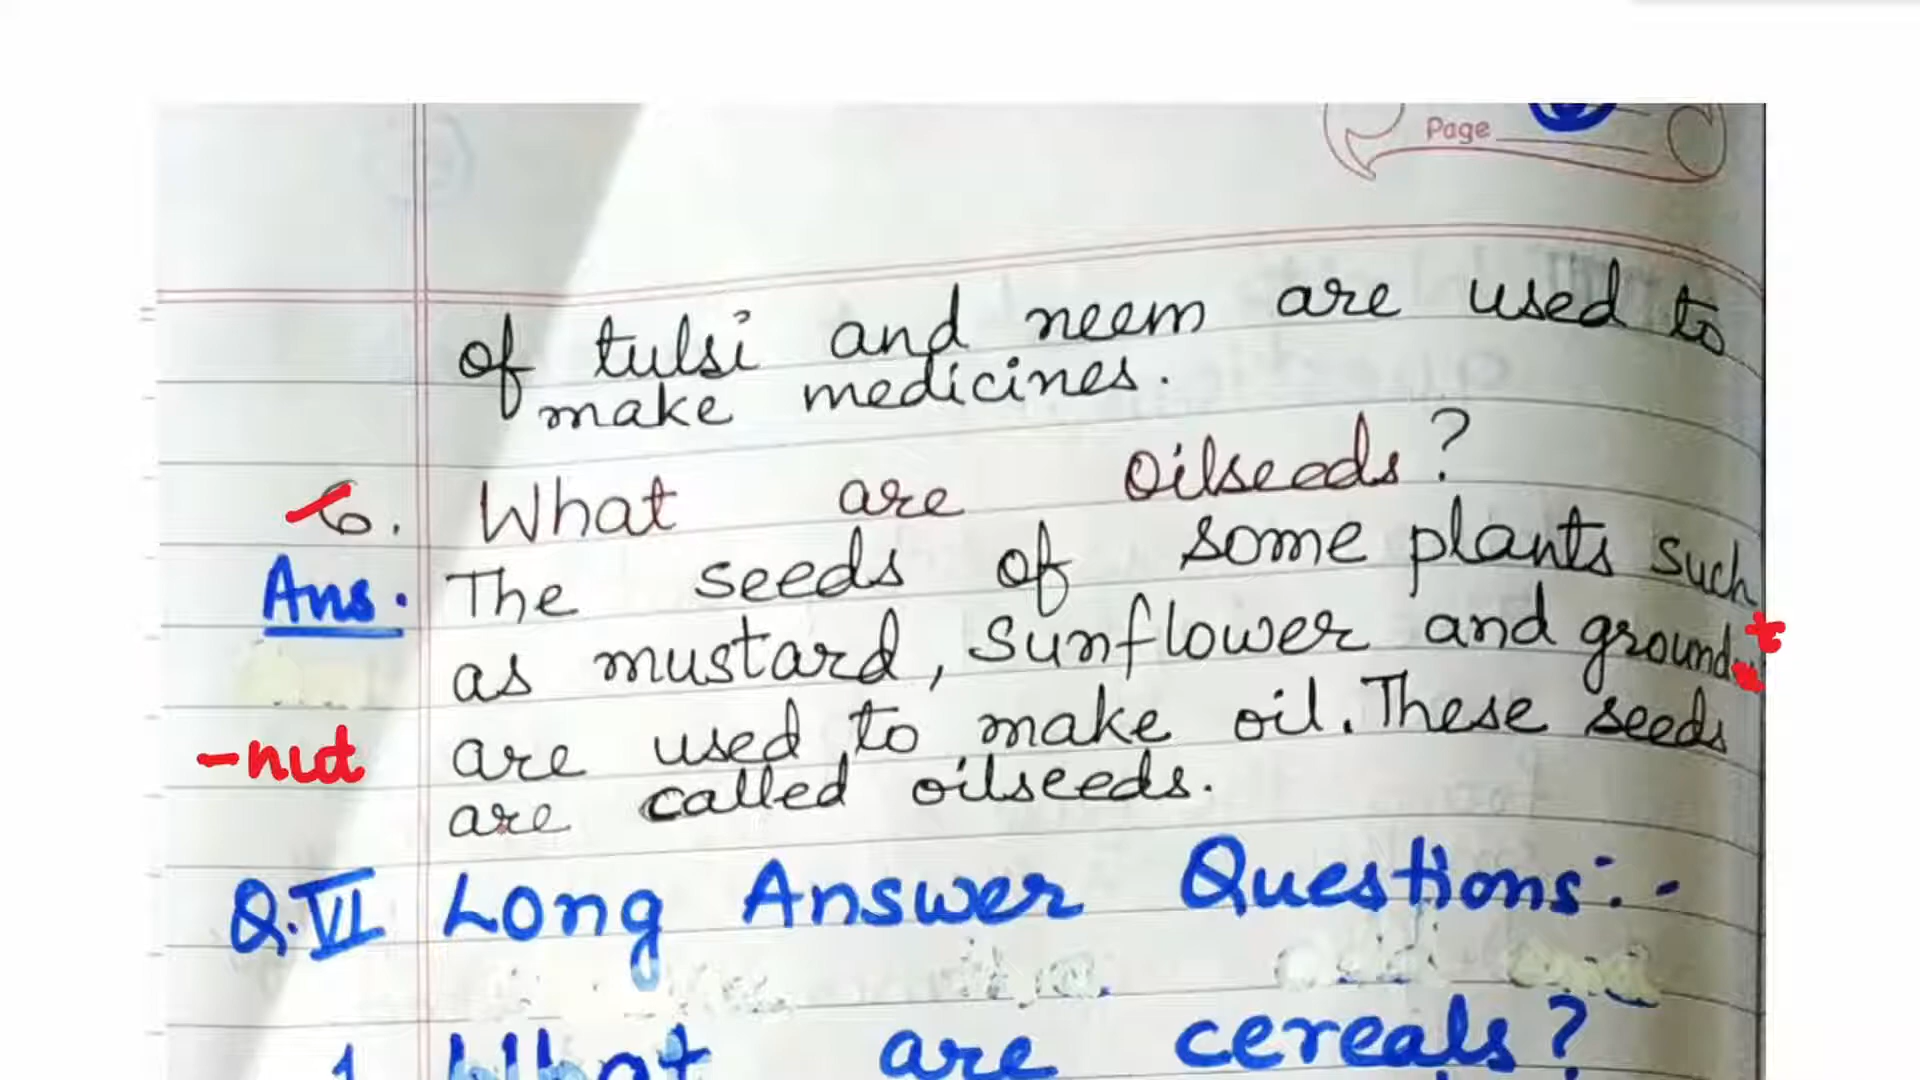 Page
of tulsi and neem are used to
make medicines.
6. What are oilseeds?
Ans. The seeds of some plants such
as mustard, sunflower and ground
-nut are used to make oil. These seeds
are called oilseeds.
Q.VI Long Answer Questions:-
1 What are cereals?